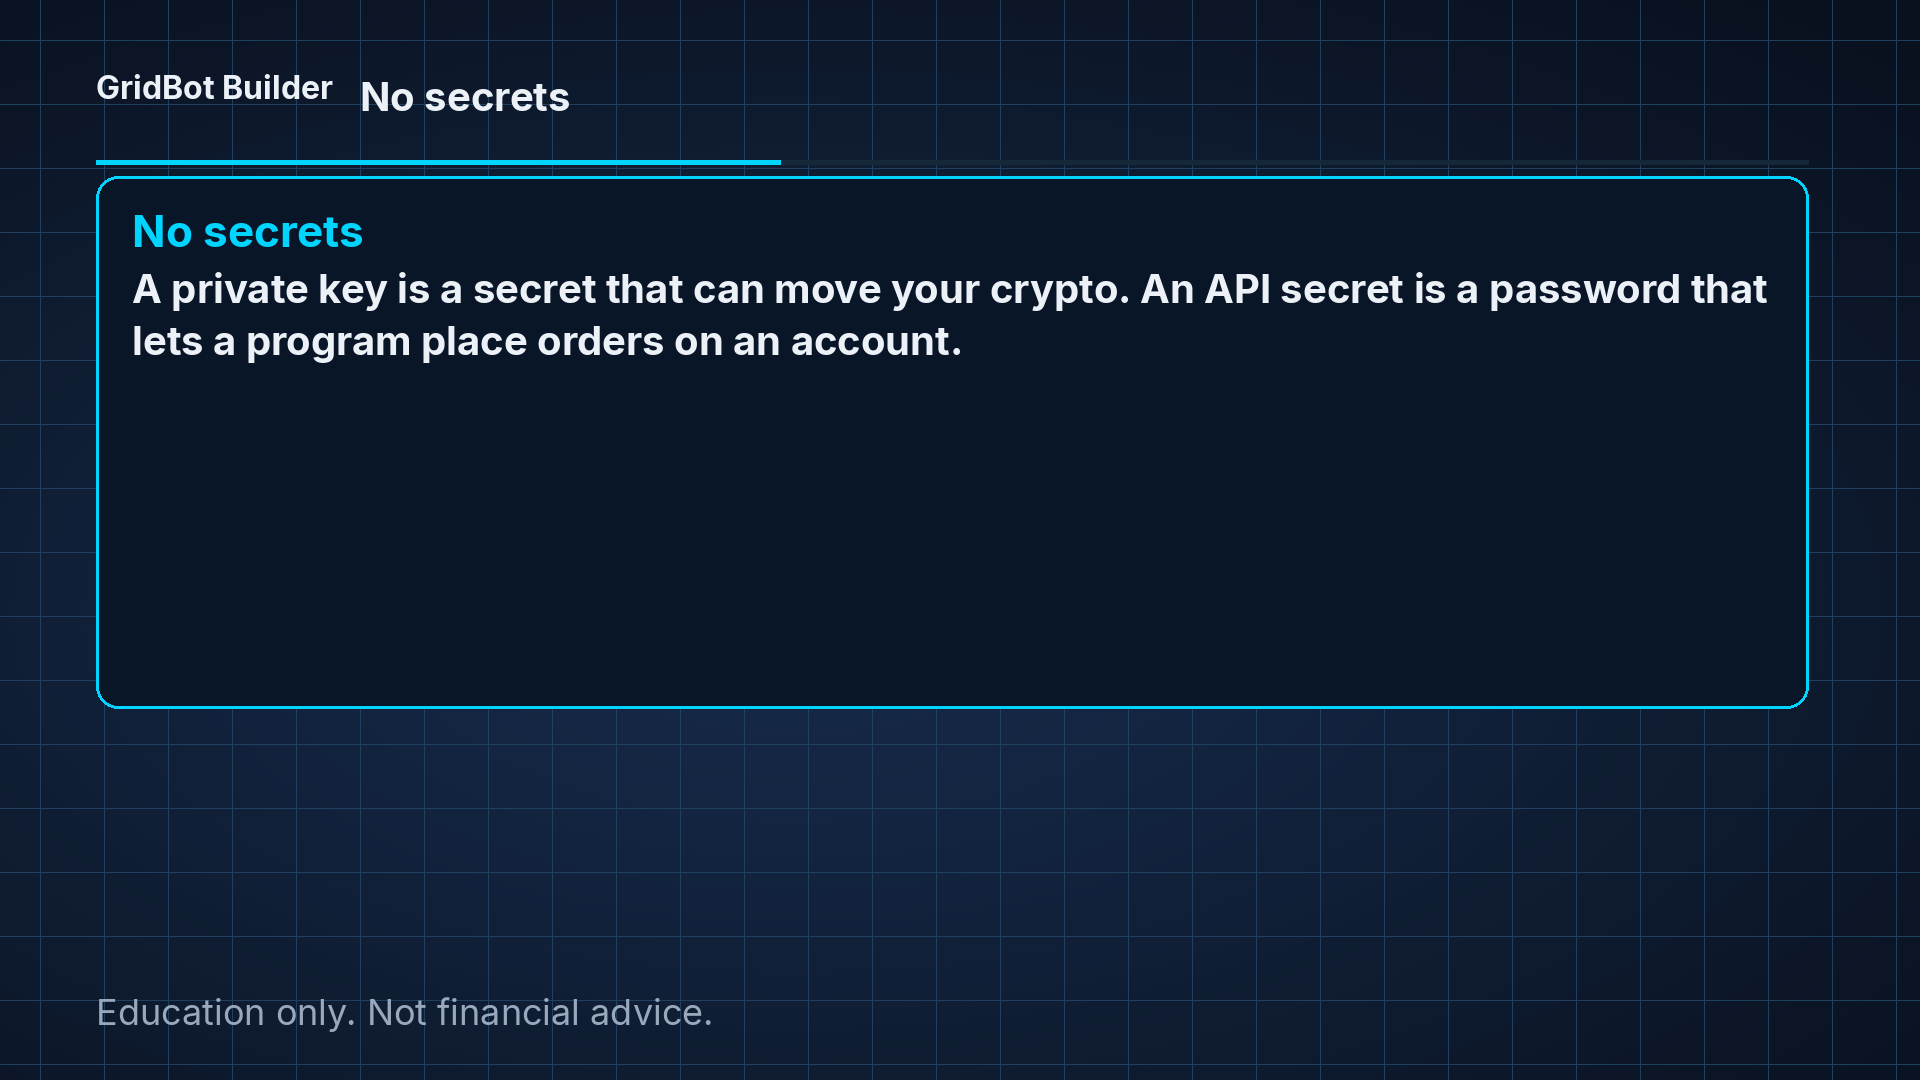 GridBot Builder
No secrets
No secrets
A private key is a secret that can move your crypto. An API secret is a password that
lets a program place orders on an account.
Education only. Not financial advice.